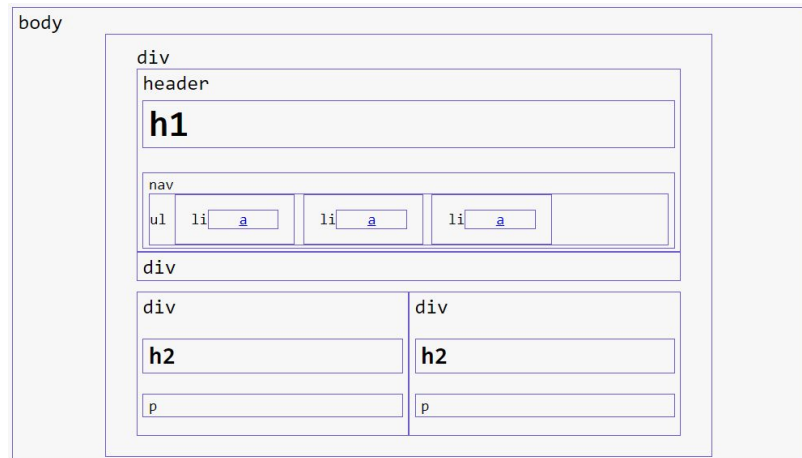 body
div
header
h1
nav
ul li a li a li a
div
div div
h2 h2
p p